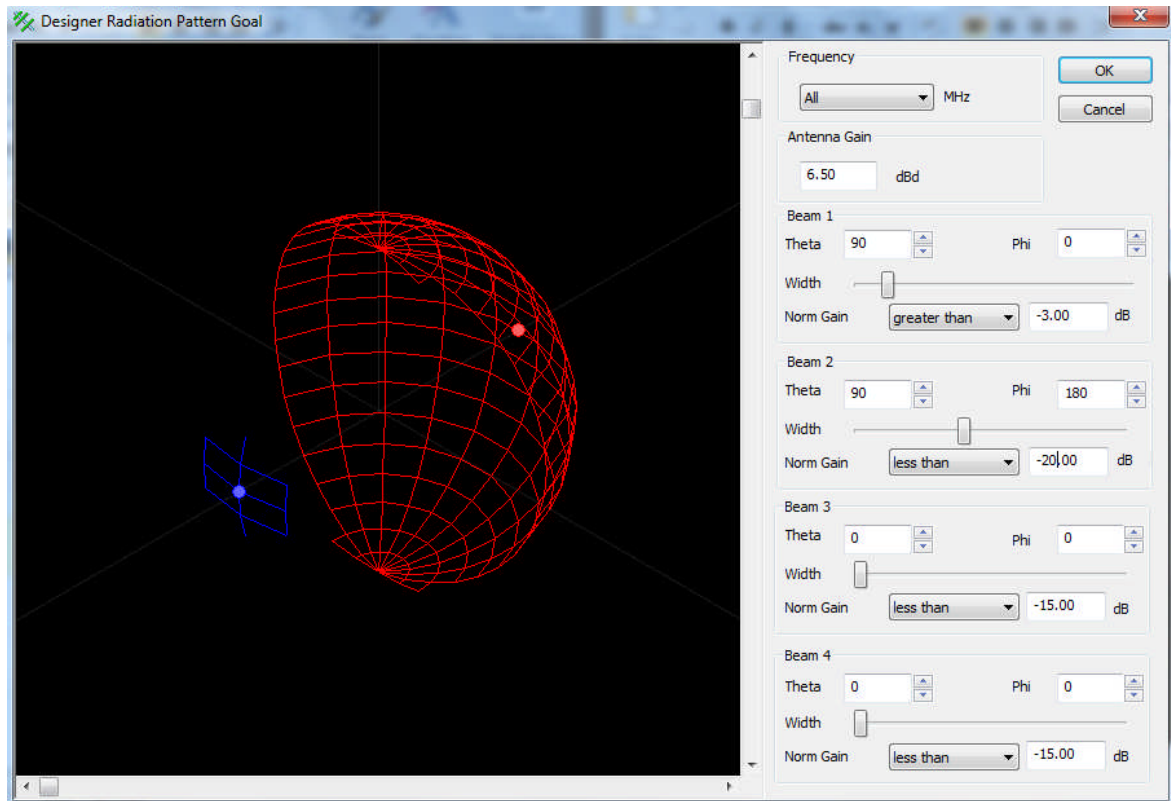 Designer Radiation Pattern Goal
Frequency
All MHz
OK
Cancel
Antenna Gain
6.50 dBd
Beam 1
Theta 90 Phi 0
Width
Norm Gain greater than -3.00 dB
Beam 2
Theta 90 Phi 180
Width
Norm Gain less than -20.00 dB
Beam 3
Theta 0 Phi 0
Width
Norm Gain less than -15.00 dB
Beam 4
Theta 0 Phi 0
Width
Norm Gain less than -15.00 dB